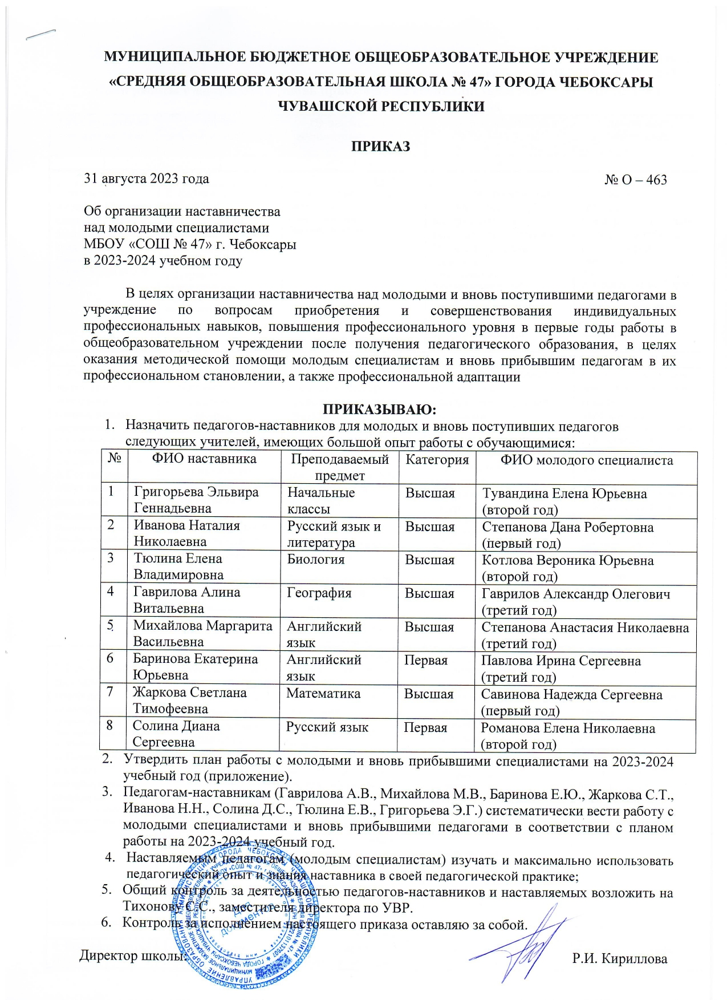 МУНИЦИПАЛЬНОЕ БЮДЖЕТНОЕ ОБЩЕОБРАЗОВАТЕЛЬНОЕ УЧРЕЖДЕНИЕ
«СРЕДНЯЯ ОБЩЕОБРАЗОВАТЕЛЬНАЯ ШКОЛА № 47» ГОРОДА ЧЕБОКСАРЫ
ЧУВАШСКОЙ РЕСПУБЛИКИ
ПРИКАЗ
31 августа 2023 года № О – 463
Об организации наставничества
над молодыми специалистами
МБОУ «СОШ № 47» г. Чебоксары
в 2023-2024 учебном году
В целях организации наставничества над молодыми и вновь поступившими педагогами в
учреждение по вопросам приобретения и совершенствования индивидуальных
профессиональных навыков, повышения профессионального уровня в первые годы работы в
общеобразовательном учреждении после получения педагогического образования, в целях
оказания методической помощи молодым специалистам и вновь прибывшим педагогам в их
профессиональном становлении, а также профессиональной адаптации
ПРИКАЗЫВАЮ:
1. Назначить педагогов-наставников для молодых и вновь поступивших педагогов
следующих учителей, имеющих большой опыт работы с обучающимися:
№ ФИО наставника Преподаваемый Категория ФИО молодого специалиста
предмет
1 Григорьева Эльвира Начальные Высшая Тувандина Елена Юрьевна
Геннадьевна классы (второй год)
2 Иванова Наталия Русский язык и Высшая Степанова Дана Робертовна
Николаевна литература (первый год)
3 Тюлина Елена Биология Высшая Котлова Вероника Юрьевна
Владимировна (второй год)
4 Гаврилова Алина География Высшая Гаврилов Александр Олегович
Витальевна (третий год)
5 Михайлова Маргарита Английский Высшая Степанова Анастасия Николаевна
Васильевна язык (третий год)
6 Баринова Екатерина Английский Первая Павлова Ирина Сергеевна
Юрьевна язык (третий год)
7 Жаркова Светлана Математика Высшая Савинова Надежда Сергеевна
Тимофеевна (первый год)
8 Солина Диана Русский язык Первая Романова Елена Николаевна
Сергеевна (второй год)
2. Утвердить план работы с молодыми и вновь прибывшими специалистами на 2023-2024
учебный год (приложение).
3. Педагогам-наставникам (Гаврилова А.В., Михайлова М.В., Баринова Е.Ю., Жаркова С.Т.,
Иванова Н.Н., Солина Д.С., Тюлина Е.В., Григорьева Э.Г.) систематически вести работу с
молодыми специалистами и вновь прибывшими педагогами в соответствии с планом
работы на 2023-2024 учебный год.
4. Наставляемым педагогам (молодым специалистам) изучать и максимально использовать
педагогический опыт и знания наставника в своей педагогической практике;
5. Общий контроль за деятельностью педагогов-наставников и наставляемых возложить на
Тихонову С.С., заместителя директора по УВР.
6. Контроль за исполнением настоящего приказа оставляю за собой.
Директор школы: Р.И. Кириллова
Для
документов